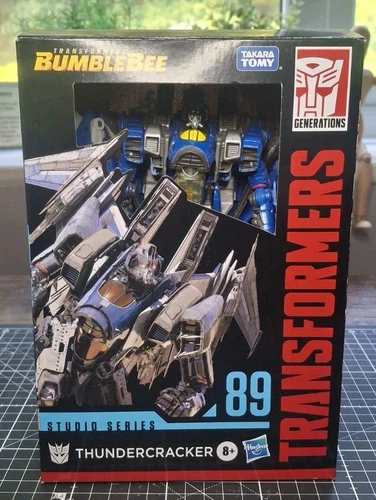 TRANSFORMERS
BUMBLEBEE
TAKARA
TOMY
GENERATIONS
TRANSFORMERS
89
STUDIO SERIES
THUNDERCRACKER
8+
Hasbro